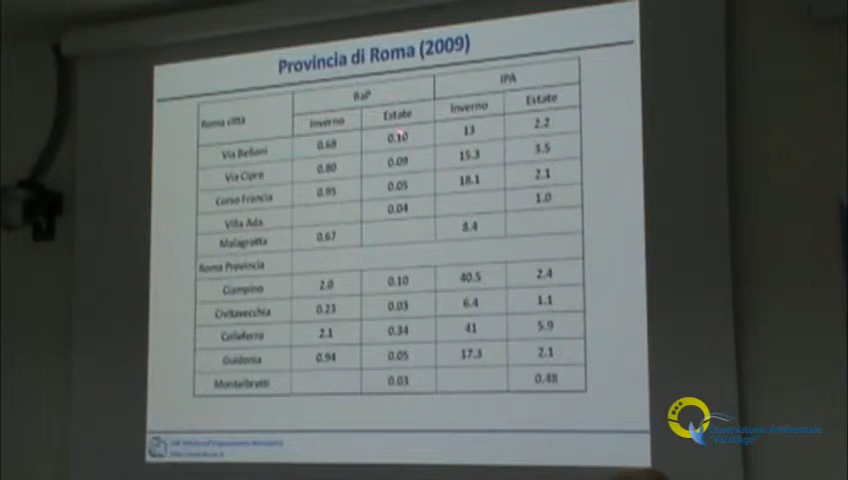 Provincia di Roma (2009)
Roma città BaP IPA
Inverno Estate Inverno Estate
Via Belloni 0.68 0.10 13 2.2
Via Cipro 0.80 0.09 15.3 3.5
Corso Francia 0.95 0.05 18.1 2.1
Villa Ada 0.04 1.0
Malagrotta 0.67 8.4
Roma Provincia
Ciampino 2.0 0.10 40.5 2.4
Civitavecchia 0.23 0.03 6.4 1.1
Colleferro 2.1 0.34 41 5.9
Guidonia 0.94 0.05 17.3 2.1
Montelibretti 0.03 0.48
Osservatorio Ambientale
"Val d'Agri"